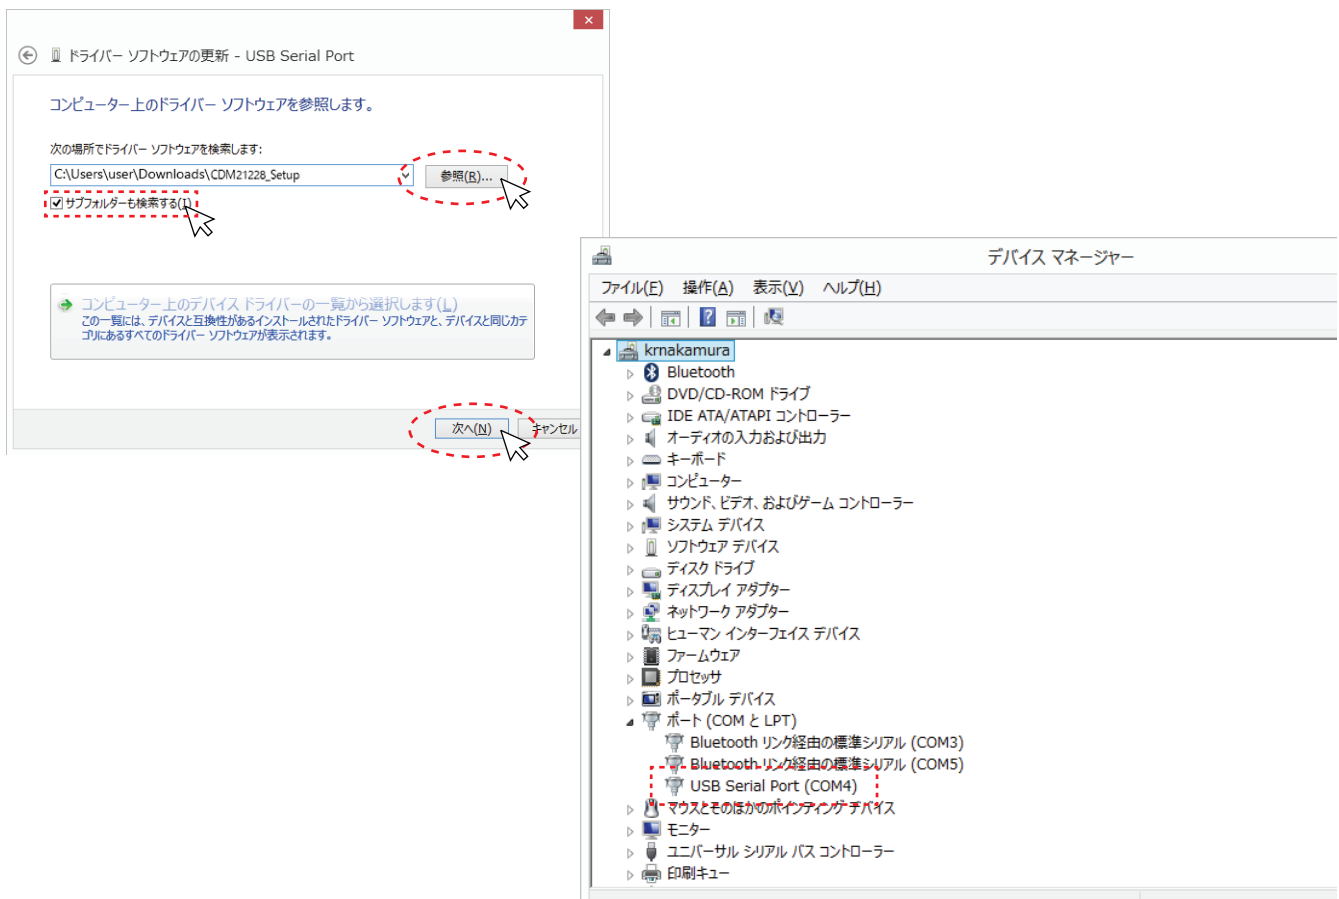 ドライバー ソフトウェアの更新 - USB Serial Port
コンピューター上のドライバー ソフトウェアを参照します。
次の場所でドライバー ソフトウェアを検索します:
C:\Users\user\Downloads\CDM21228_Setup
参照(R)...
サブフォルダーも検索する(I)
コンピューター上のデバイス ドライバーの一覧から選択します(L)
この一覧には、デバイスと互換性があるインストールされたドライバー ソフトウェアと、デバイスと同じカテ
ゴリにあるすべてのドライバー ソフトウェアが表示されます。
次へ(N)
キャンセル
デバイス マネージャー
ファイル(F) 操作(A) 表示(V) ヘルプ(H)
krnakamura
Bluetooth
DVD/CD-ROM ドライブ
IDE ATA/ATAPI コントローラー
オーディオの入力および出力
キーボード
コンピューター
サウンド、ビデオ、およびゲーム コントローラー
システム デバイス
ソフトウェア デバイス
ディスク ドライブ
ディスプレイ アダプター
ネットワーク アダプター
ヒューマン インターフェイス デバイス
ファームウェア
プロセッサ
ポータブル デバイス
ポート (COM と LPT)
Bluetooth リンク経由の標準シリアル (COM3)
Bluetooth リンク経由の標準シリアル (COM5)
USB Serial Port (COM4)
マウスとそのほかのポインティング デバイス
モニター
ユニバーサル シリアル バス コントローラー
印刷キュー